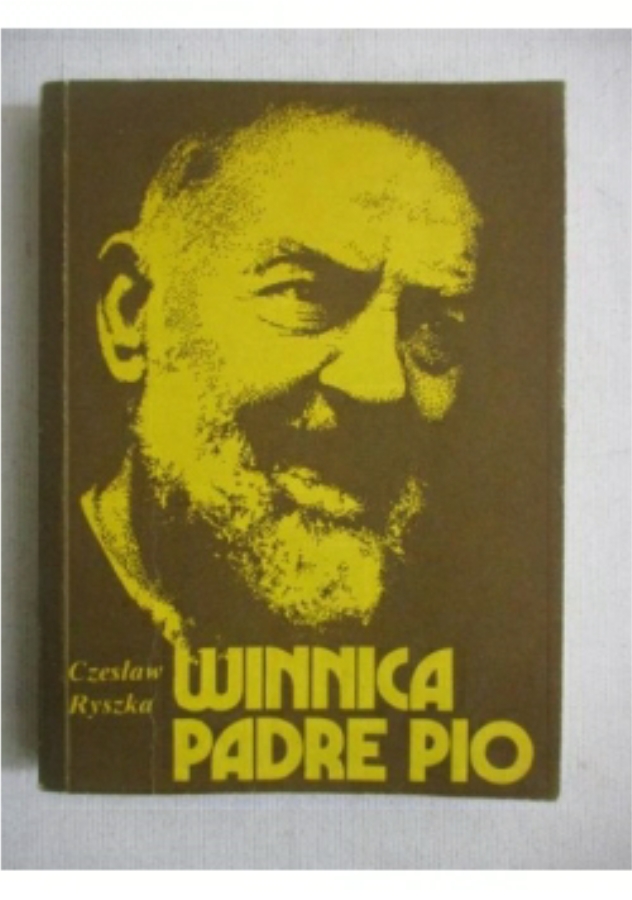 Czesław
Ryszka
WINNICA
PADRE PIO